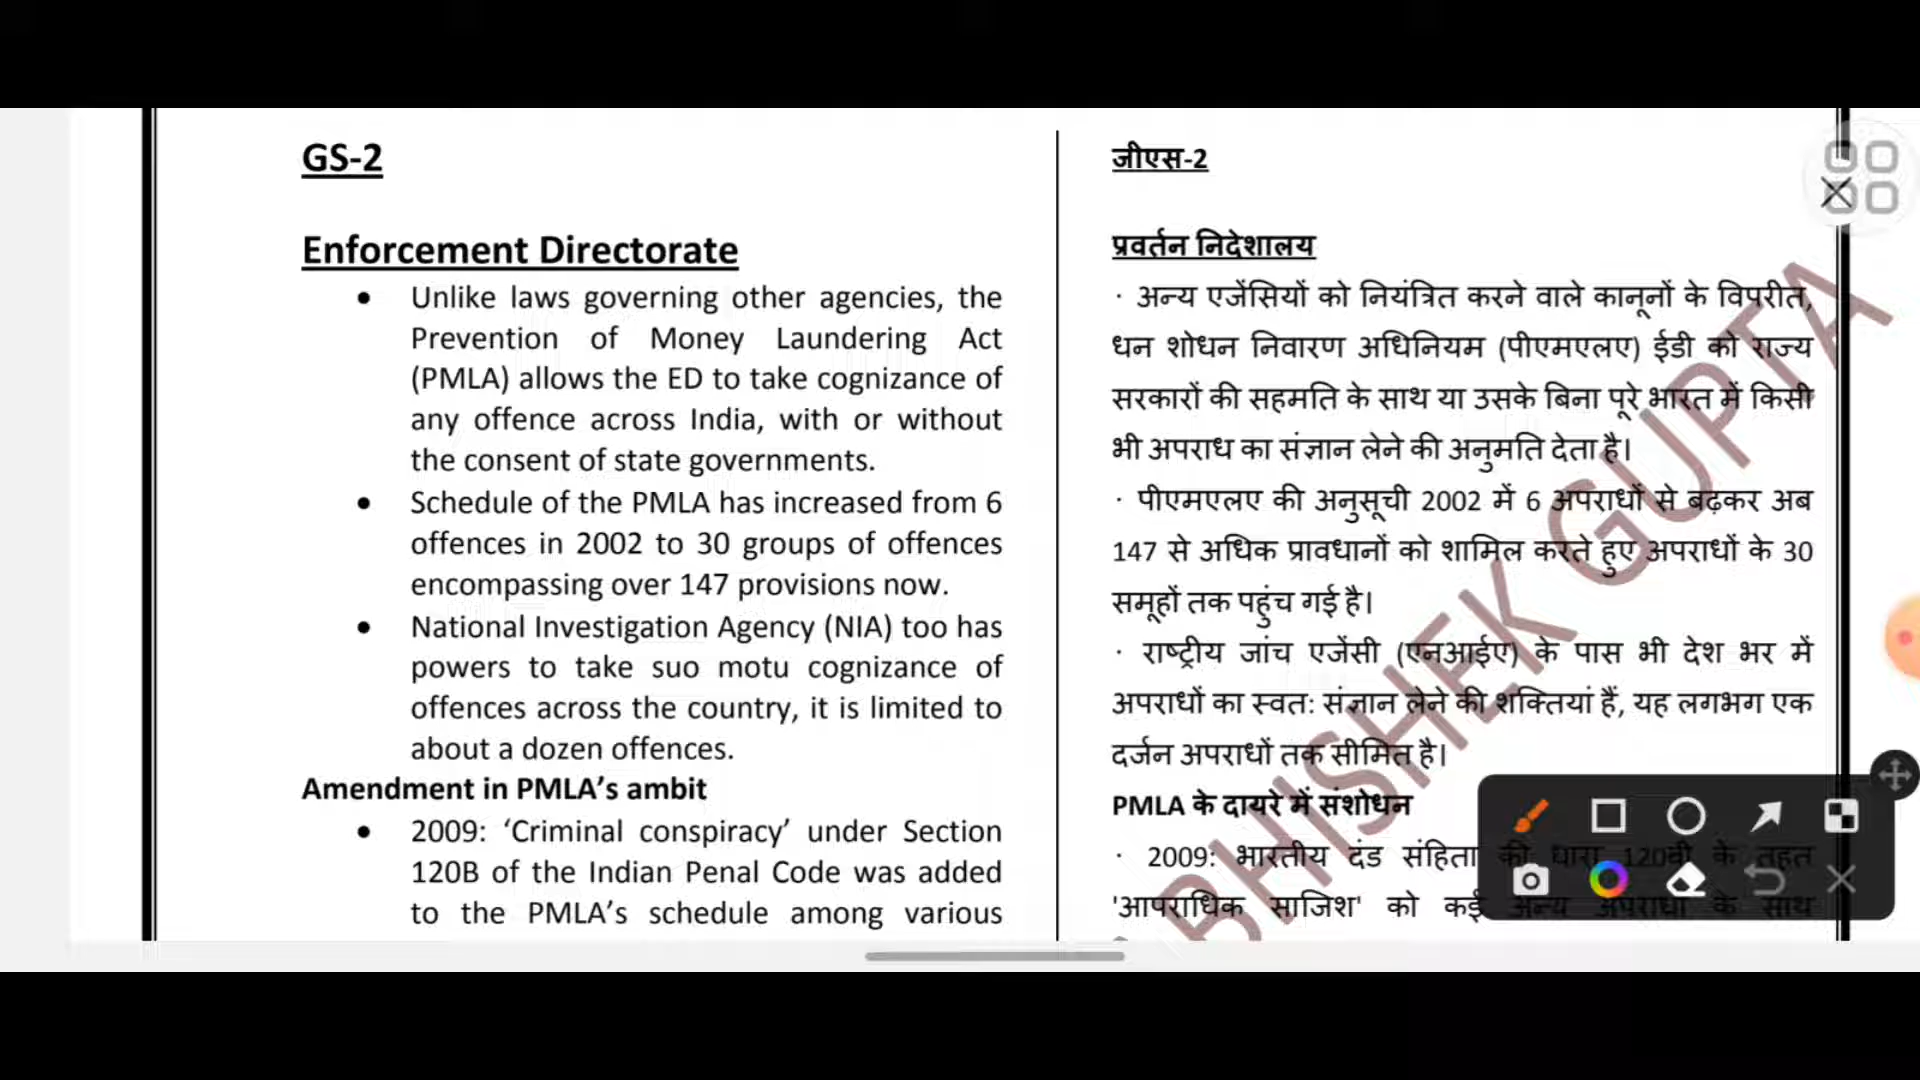 GS-2
Enforcement Directorate
• Unlike laws governing other agencies, the
Prevention of Money Laundering Act
(PMLA) allows the ED to take cognizance of
any offence across India, with or without
the consent of state governments.
• Schedule of the PMLA has increased from 6
offences in 2002 to 30 groups of offences
encompassing over 147 provisions now.
• National Investigation Agency (NIA) too has
powers to take suo motu cognizance of
offences across the country, it is limited to
about a dozen offences.
Amendment in PMLA’s ambit
• 2009: ‘Criminal conspiracy’ under Section
120B of the Indian Penal Code was added
to the PMLA’s schedule among various
जीएस-2
प्रवर्तन निदेशालय
· अन्य एजेंसियों को नियंत्रित करने वाले कानूनों के विपरीत,
धन शोधन निवारण अधिनियम (पीएमएलए) ईडी को राज्य
सरकारों की सहमति के साथ या उसके बिना पूरे भारत में किसी
भी अपराध का संज्ञान लेने की अनुमति देता है।
· पीएमएलए की अनुसूची 2002 में 6 अपराधों से बढ़कर अब
147 से अधिक प्रावधानों को शामिल करते हुए अपराधों के 30
समूहों तक पहुंच गई है।
· राष्ट्रीय जांच एजेंसी (एनआईए) के पास भी देश भर में
अपराधों का स्वत: संज्ञान लेने की शक्तियां हैं, यह लगभग एक
दर्जन अपराधों तक सीमित है।
PMLA के दायरे में संशोधन
· 2009: भारतीय दंड संहिता की धारा 120बी के तहत
'आपराधिक साजिश' को कई अन्य अपराधों के साथ
BHISHEK GUPTA